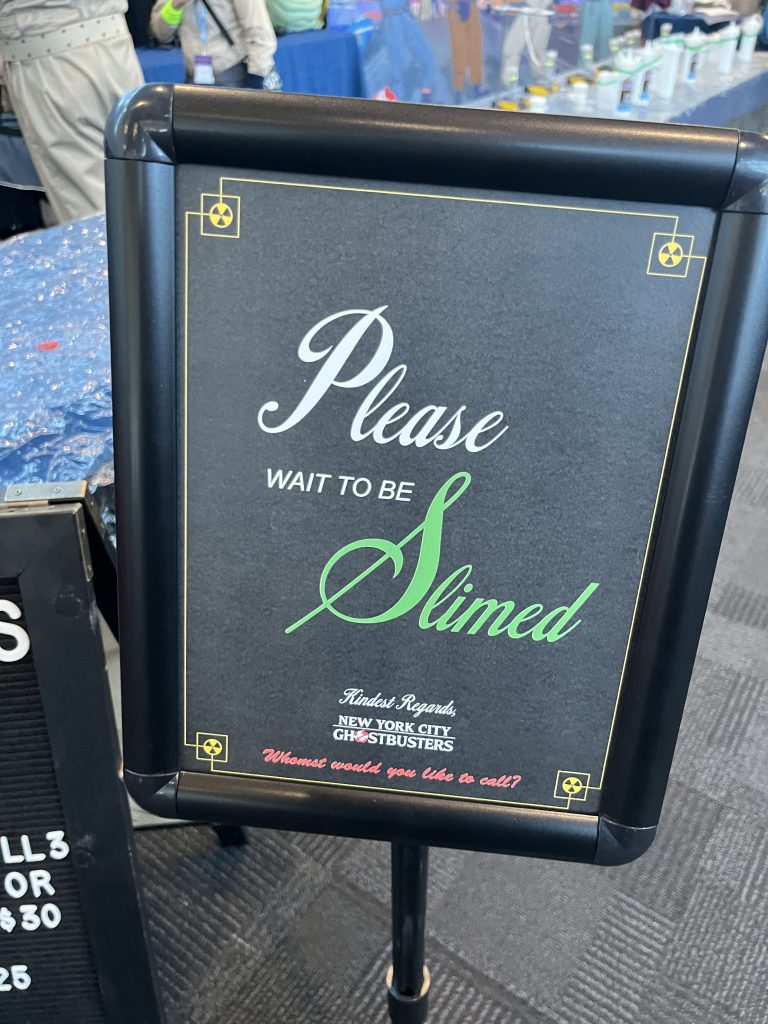 Please
WAIT TO BE
Slimed
Kindest Regards,
NEW YORK CITY
GHOSTBUSTERS
Whomst would you like to call?
S
LL3
OR
$30
25